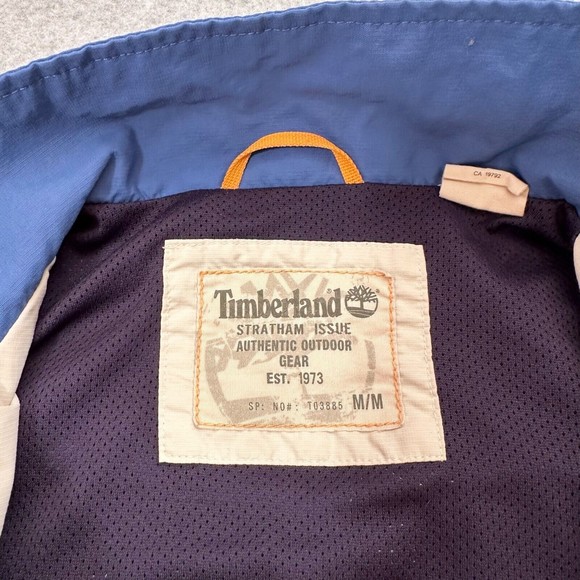 CA 19792
Timberland
STRATHAM ISSUE
AUTHENTIC OUTDOOR
GEAR
EST. 1973
SP: NO#: T03885 M/M